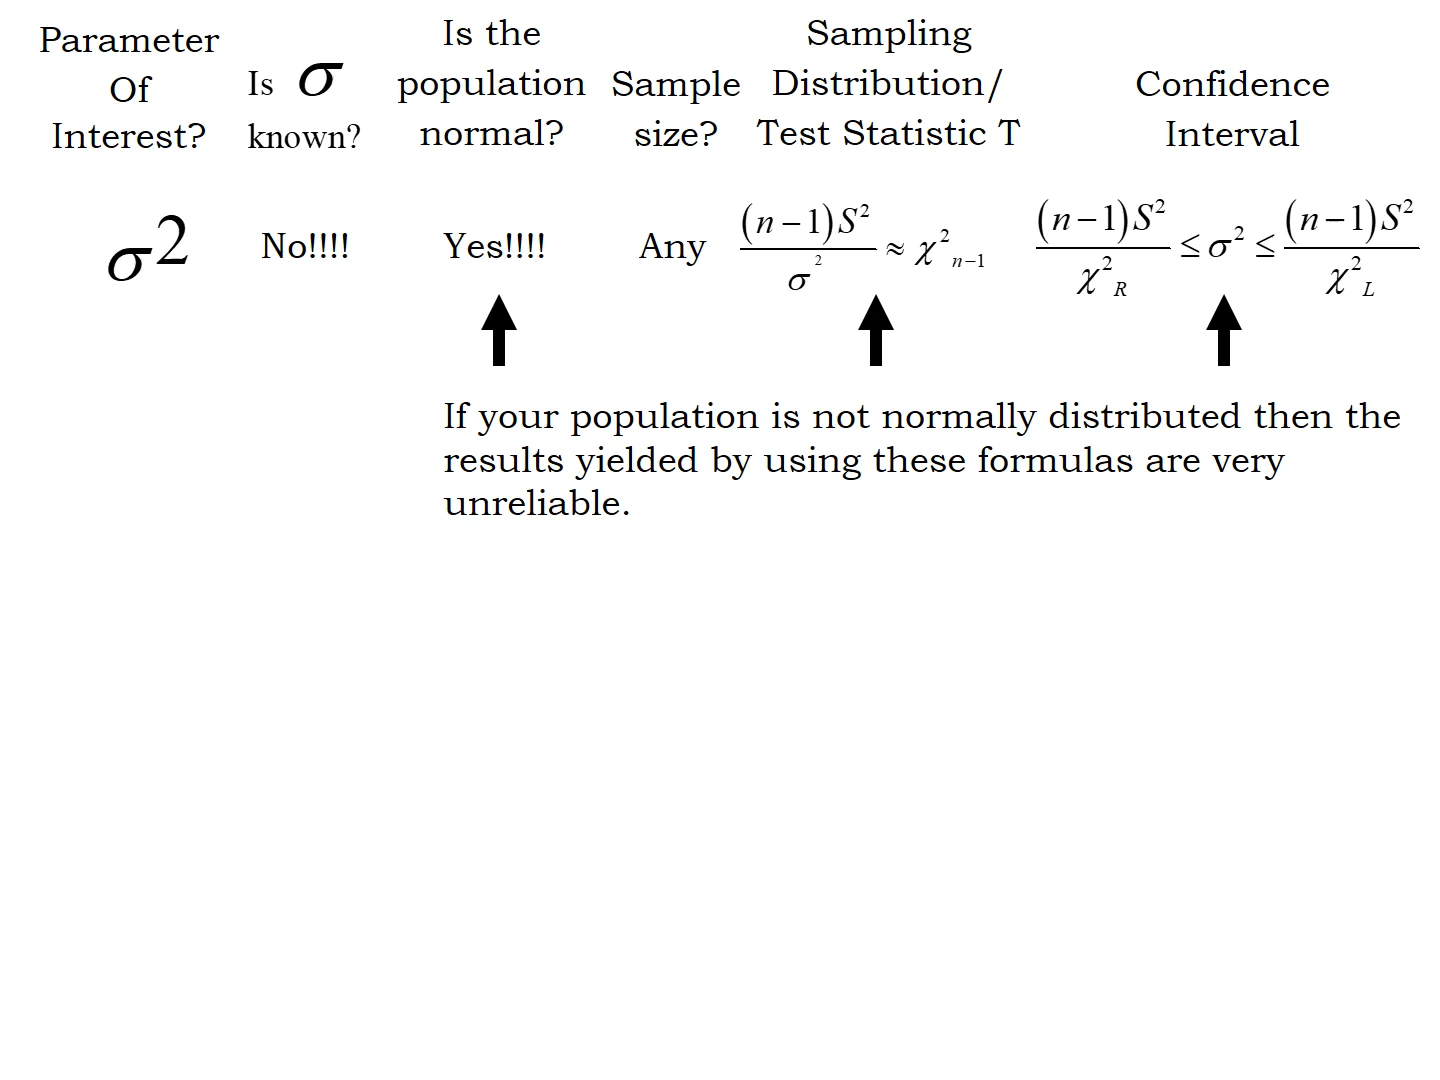 Parameter Of Interest?
Is σ known?
Is the population normal?
Sample size?
Sampling Distribution/ Test Statistic T
Confidence Interval
σ²
No!!!!
Yes!!!!
Any
(n−1)S²/σ² ≈ χ²ₙ₋₁
(n−1)S²/χ²_R ≤ σ² ≤ (n−1)S²/χ²_L
If your population is not normally distributed then the
results yielded by using these formulas are very
unreliable.